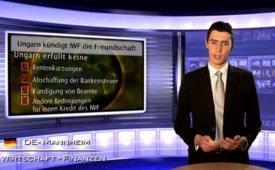 Ungarn kündigt IWF die Freundschaft
Ungarn erfüllt keine
Rentenkürzungen
Abschaffung der Bankensteuer
Kündigung von Beamte
Andere Bedingungen
für einen Kredit des IWF
DE- MANNHEIM
WIRTSCHAFT - FINANZEN